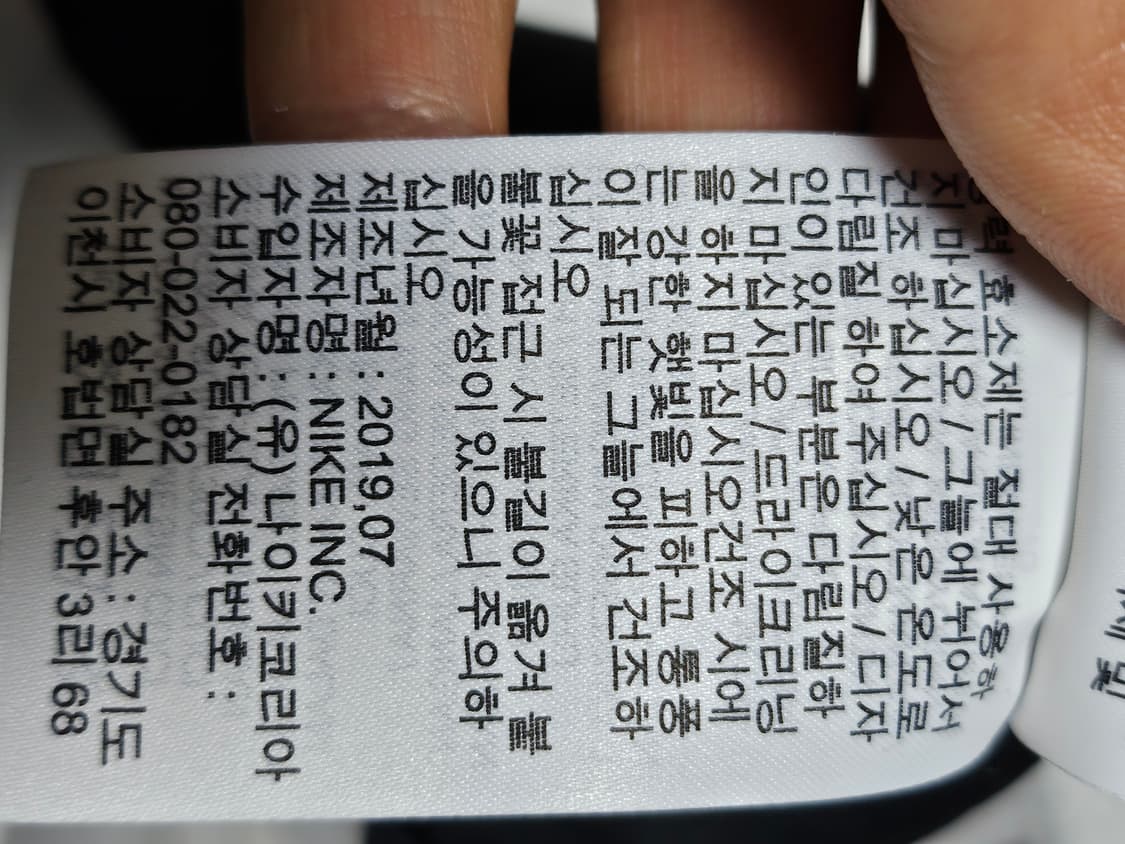 효소제는 절대 사용하
지 마십시오 / 그늘에 뉘어서
건조 하십시오 / 낮은 온도로
다림질 하여 주십시오 / 디자
인이 있는 부분은 다림질하
지 마십시오 / 드라이크리닝
을 하지 마십시오건조 시에
는 강한 햇빛을 피하고 통풍
이 잘 되는 그늘에서 건조하
십시오
불꽃 접근 시 불길이 옮겨 붙
을 가능성이 있으니 주의하
십시오
제조년월 : 2019,07
제조자명 : NIKE INC.
수입자명 : (유) 나이키코리아
소비자 상담실 전화번호 :
080-022-0182
소비자 상담실 주소 : 경기도
이천시 호법면 후안 3리 68